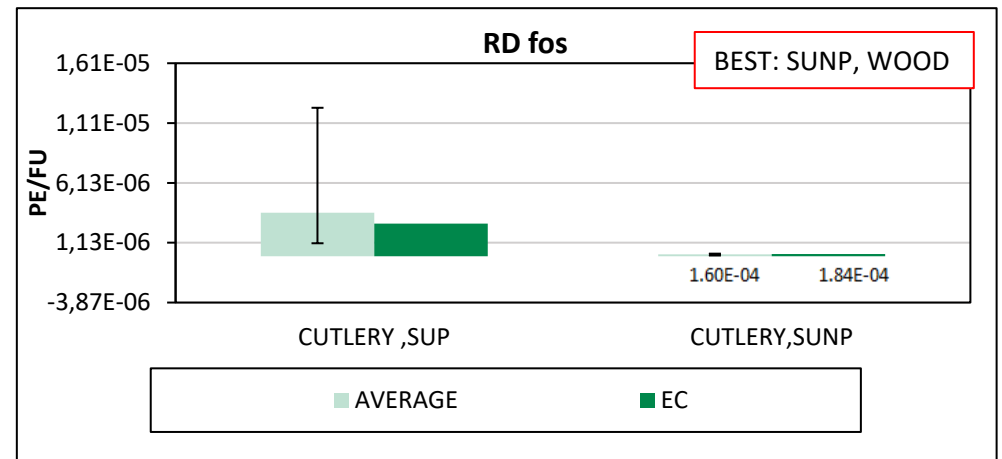 RD fos
BEST: SUNP, WOOD
PE/FU
1,61E-05
1,11E-05
6,13E-06
1,13E-06
-3,87E-06
1.60E-04
1.84E-04
CUTLERY ,SUP
CUTLERY,SUNP
AVERAGE
EC